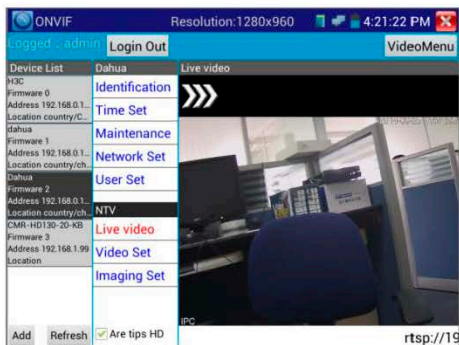 ONVIF Resolution:1280x960 4:21:22 PM
Logged : admin Login Out VideoMenu
Device List
H3C
Firmware 0
Address 192.168.0.1...
Location country/C...
dahua
Firmware 1
Address 192.168.0.1...
Location country/ch...
Dahua
Firmware 2
Address 192.168.0.1...
Location country/ch...
CMR-HD130-20-KB
Firmware 3
Address 192.168.1.99
Location
Add Refresh
Dahua
Identification
Time Set
Maintenance
Network Set
User Set
NTV
Live video
Video Set
Imaging Set
Are tips HD
Live video
IPC
rtsp://19